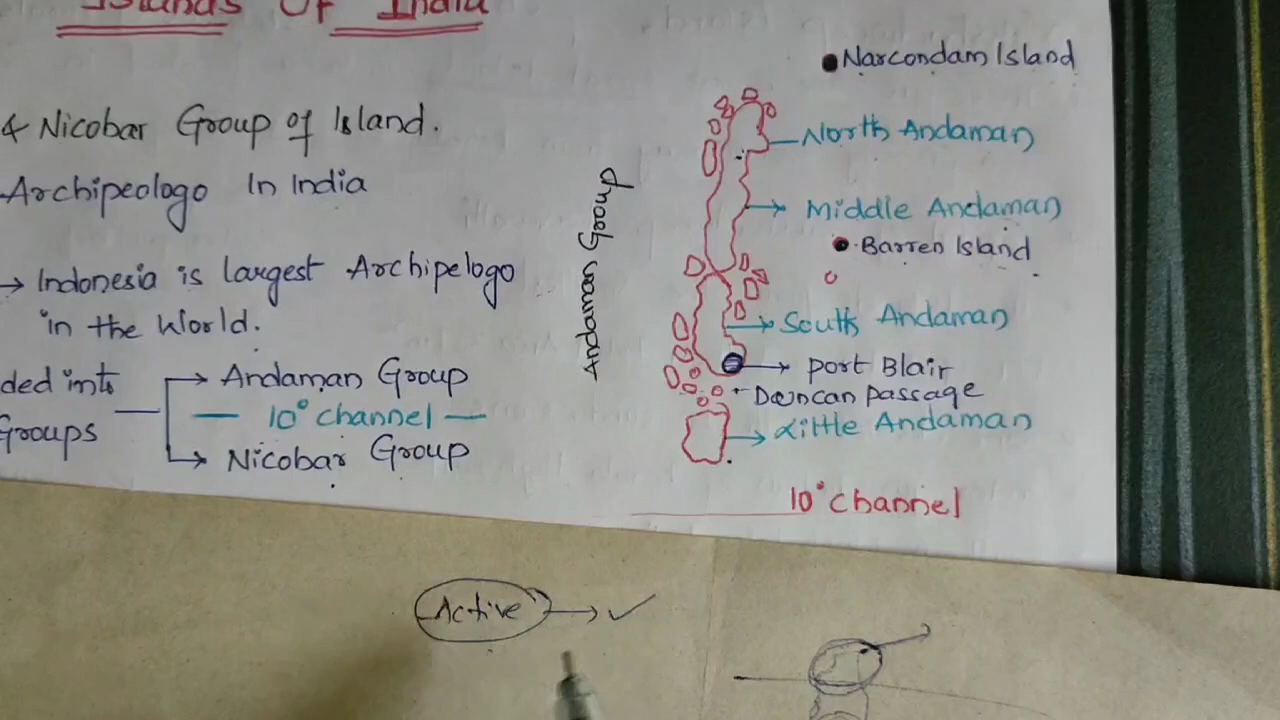 Islands Of India
& Nicobar Group of Island.
Archipeologo In India
→ Indonesia is largest Archipelogo
in the World.
ded into
Groups
→ Andaman Group
— 10° channel —
→ Nicobar Group
Andaman Group
Narcondam Island
North Andaman
→ Middle Andaman
Barren Island
→ South Andaman
→ Port Blair
Duncan passage
→ Little Andaman
10° channel
Active → ✓